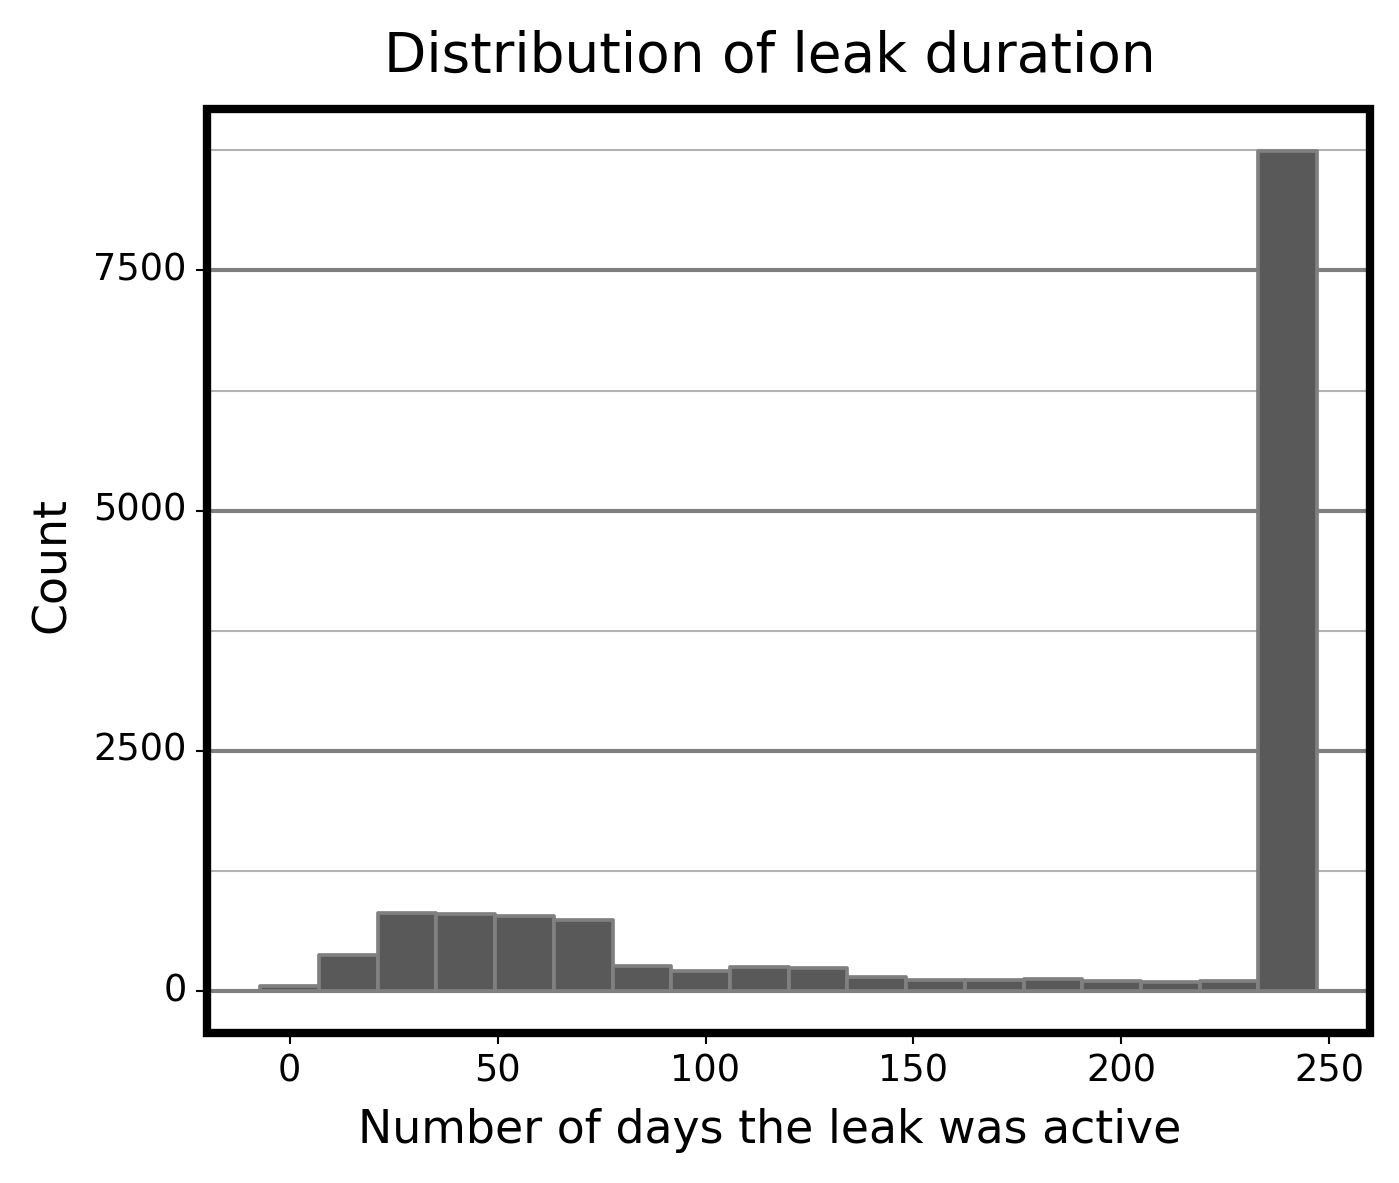 Distribution of leak duration
7500
5000
2500
0
Count
0 50 100 150 200 250
Number of days the leak was active